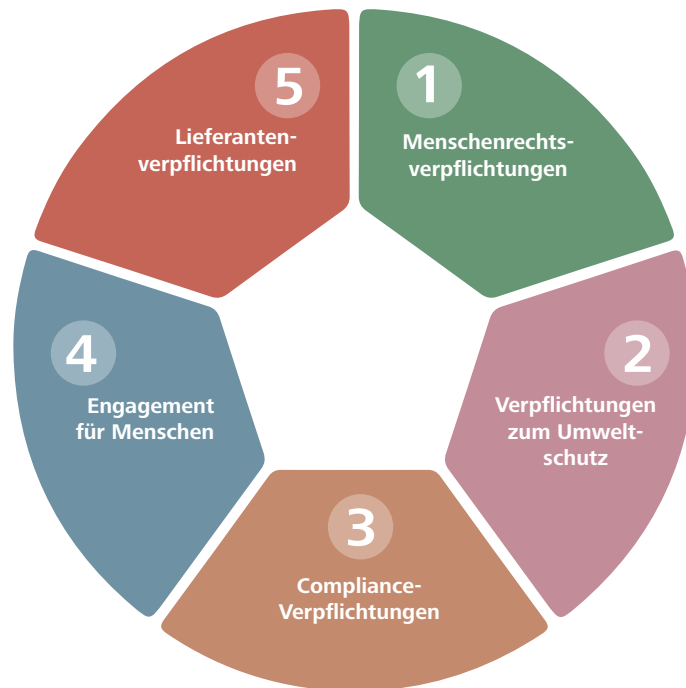 1
Menschenrechts-
verpflichtungen
2
Verpflichtungen
zum Umwelt-
schutz
3
Compliance-
Verpflichtungen
4
Engagement
für Menschen
5
Lieferanten-
verpflichtungen